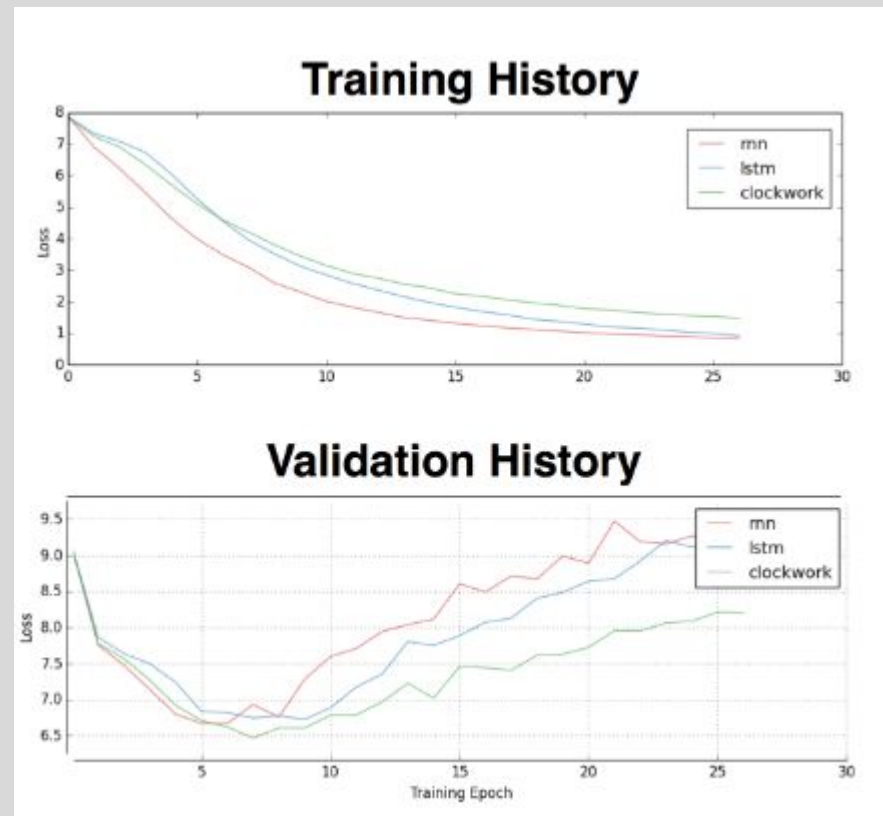 Training History
8
7
6
5
4
3
2
1
0
Loss
0 5 10 15 20 25 30
rnn
lstm
clockwork
Validation History
9.5
9.0
8.5
8.0
7.5
7.0
6.5
Loss
5 10 15 20 25 30
Training Epoch
rnn
lstm
clockwork